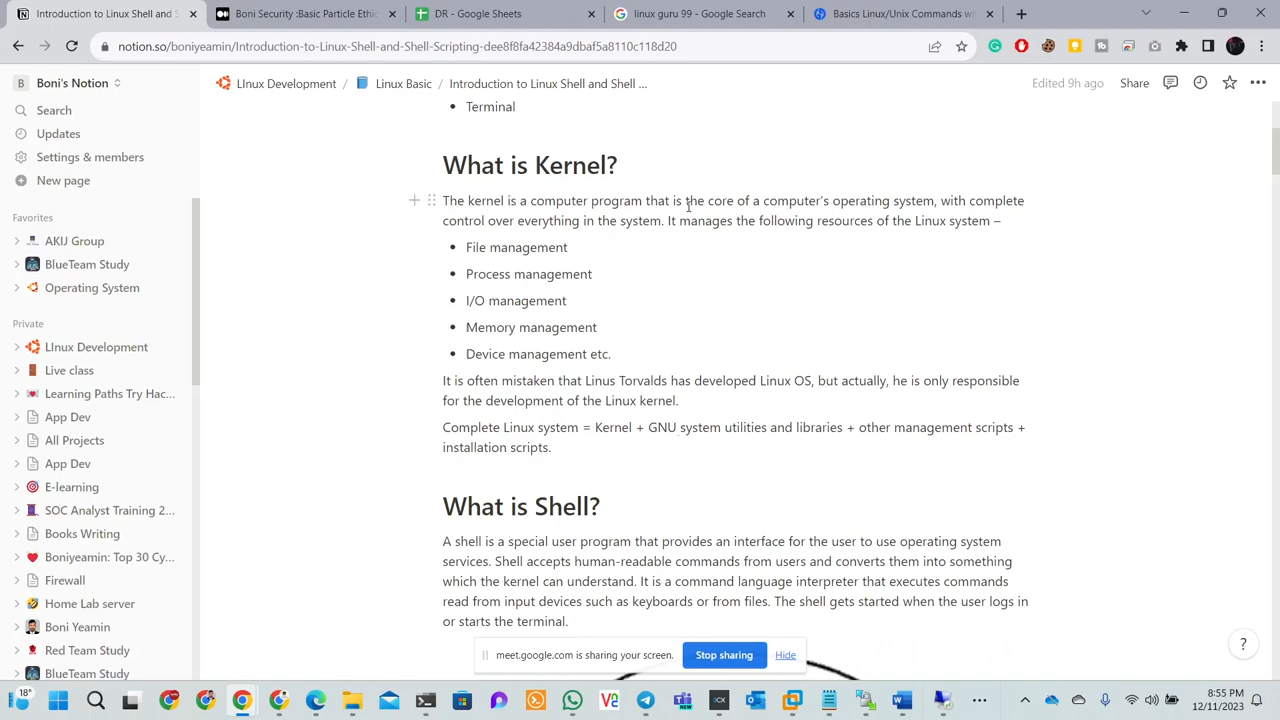 Boni Security :Introduction to S
Boni Security :Basic Particle Ethic
DR - Google Sheets
linux guru 99 - Google Search
Basics Linux/Unix Commands wi
notion.so/boniyeamin/Introduction-to-Linux-Shell-and-Shell-Scripting-dee8f8fa42384a9dbaf5a8110c118d20
B Boni's Notion
LInux Development / Linux Basic / Introduction to Linux Shell and Shell ...
Edited 9h ago Share
Search
Updates
Settings & members
New page
Favorites
AKIJ Group
BlueTeam Study
Operating System
Private
LInux Development
Live class
Learning Paths Try Hac...
App Dev
All Projects
App Dev
E-learning
SOC Analyst Training 2...
Books Writing
Boniyeamin: Top 30 Cy...
Firewall
Home Lab server
Boni Yeamin
Red Team Study
BlueTeam Study
• Terminal
What is Kernel?
The kernel is a computer program that is the core of a computer’s operating system, with complete
control over everything in the system. It manages the following resources of the Linux system –
• File management
• Process management
• I/O management
• Memory management
• Device management etc.
It is often mistaken that Linus Torvalds has developed Linux OS, but actually, he is only responsible
for the development of the Linux kernel.
Complete Linux system = Kernel + GNU system utilities and libraries + other management scripts +
installation scripts.
What is Shell?
A shell is a special user program that provides an interface for the user to use operating system
services. Shell accepts human-readable commands from users and converts them into something
which the kernel can understand. It is a command language interpreter that executes commands
read from input devices such as keyboards or from files. The shell gets started when the user logs in
or starts the terminal.
meet.google.com is sharing your screen. Stop sharing Hide
?
18°
8:55 PM
12/11/2023